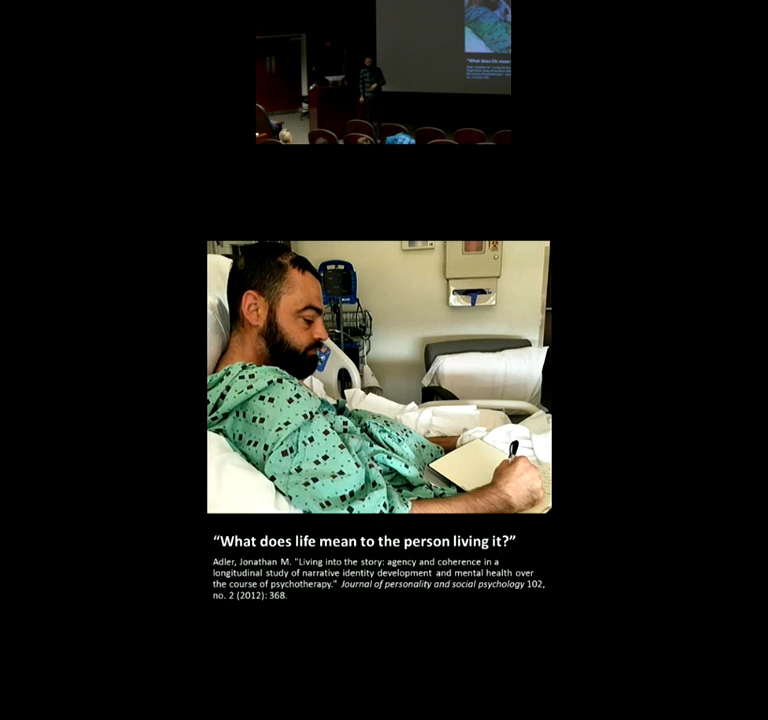 “What does life mean to the person living it?”
Adler, Jonathan M. "Living into the story: agency and coherence in a
longitudinal study of narrative identity development and mental health over
the course of psychotherapy." Journal of personality and social psychology 102,
no. 2 (2012): 368.